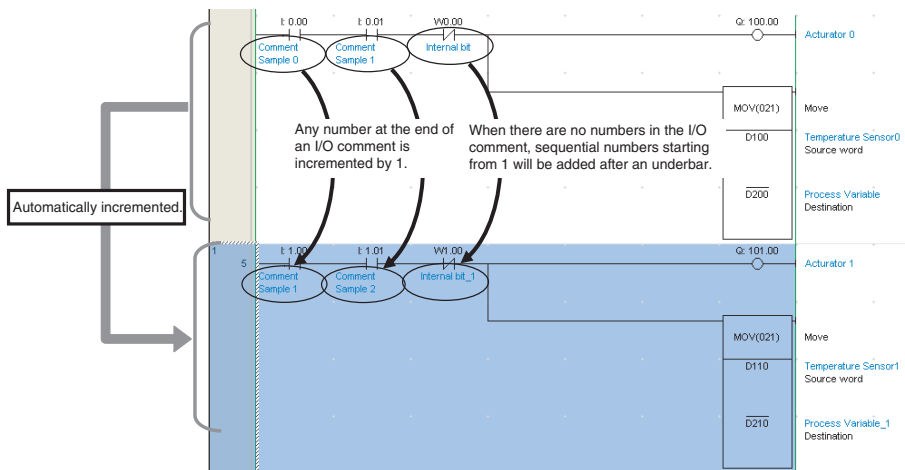 I: 0.00 I: 0.01 W0.00 Q: 100.00
Comment
Sample 0
Comment
Sample 1
Internal bit
Acturator 0
MOV(021) Move
D100 Temperature Sensor0
Source word
D200 Process Variable
Destination
Any number at the end of
an I/O comment is
incremented by 1.
When there are no numbers in the I/O
comment, sequential numbers starting
from 1 will be added after an underbar.
Automatically incremented.
1
5
I: 1.00 I: 1.01 W1.00 Q: 101.00
Comment
Sample 1
Comment
Sample 2
Internal bit_1
Acturator 1
MOV(021) Move
D110 Temperature Sensor1
Source word
D210 Process Variable_1
Destination